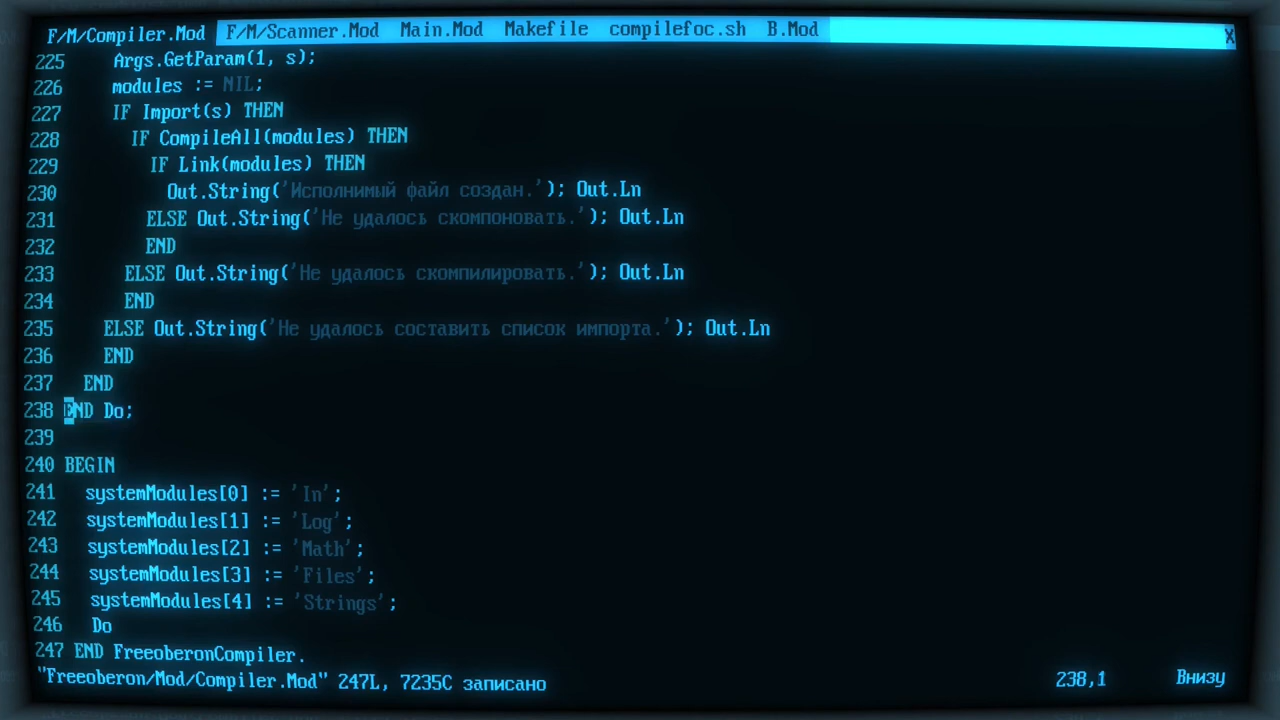 F/M/Compiler.Mod F/M/Scanner.Mod Main.Mod Makefile compilefoc.sh B.Mod X
225 Args.GetParam(1, s);
226 modules := NIL;
227 IF Import(s) THEN
228 IF CompileAll(modules) THEN
229 IF Link(modules) THEN
230 Out.String('Исполнимый файл создан.'); Out.Ln
231 ELSE Out.String('Не удалось скомпоновать.'); Out.Ln
232 END
233 ELSE Out.String('Не удалось скомпилировать.'); Out.Ln
234 END
235 ELSE Out.String('Не удалось составить список импорта.'); Out.Ln
236 END
237 END
238 END Do;
239
240 BEGIN
241 systemModules[0] := 'In';
242 systemModules[1] := 'Log';
243 systemModules[2] := 'Math';
244 systemModules[3] := 'Files';
245 systemModules[4] := 'Strings';
246 Do
247 END FreeoberonCompiler.
"Freeoberon/Mod/Compiler.Mod" 247L, 7235C записано 238,1 Внизу